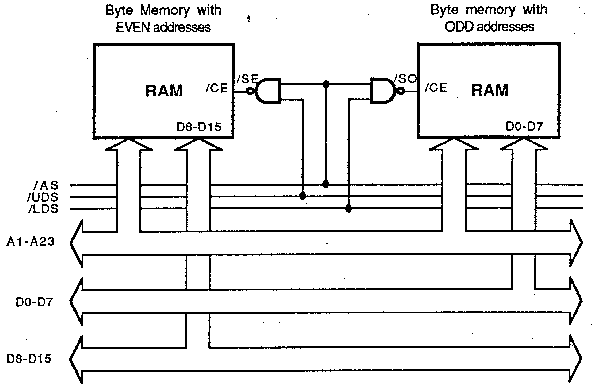 Byte Memory with
EVEN addresses
Byte memory with
ODD addresses
RAM
/CE
/SE
D8-D15
/SO
/CE
RAM
D0-D7
/AS
/UDS
/LDS
A1-A23
D0-D7
D8-D15